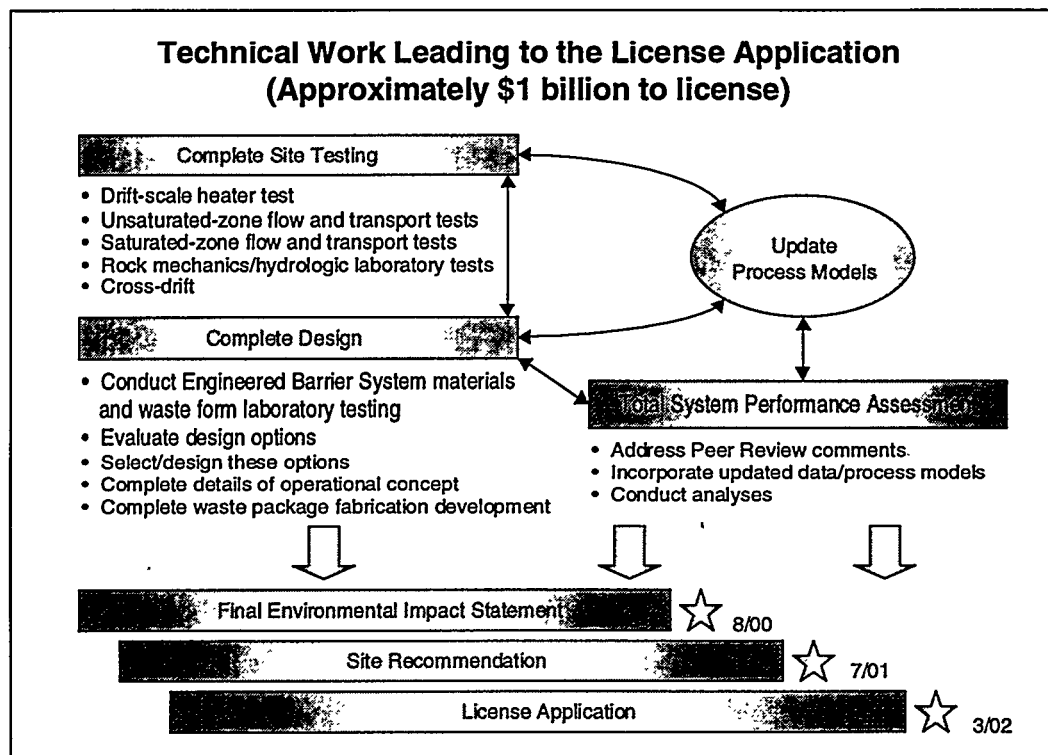 Technical Work Leading to the License Application
(Approximately $1 billion to license)
Complete Site Testing
• Drift-scale heater test
• Unsaturated-zone flow and transport tests
• Saturated-zone flow and transport tests
• Rock mechanics/hydrologic laboratory tests
• Cross-drift
Update
Process Models
Complete Design
• Conduct Engineered Barrier System materials
and waste form laboratory testing
• Evaluate design options
• Select/design these options
• Complete details of operational concept
• Complete waste package fabrication development
Total System Performance Assessment
• Address Peer Review comments.
• Incorporate updated data/process models
• Conduct analyses
Final Environmental Impact Statement
8/00
Site Recommendation
7/01
License Application
3/02